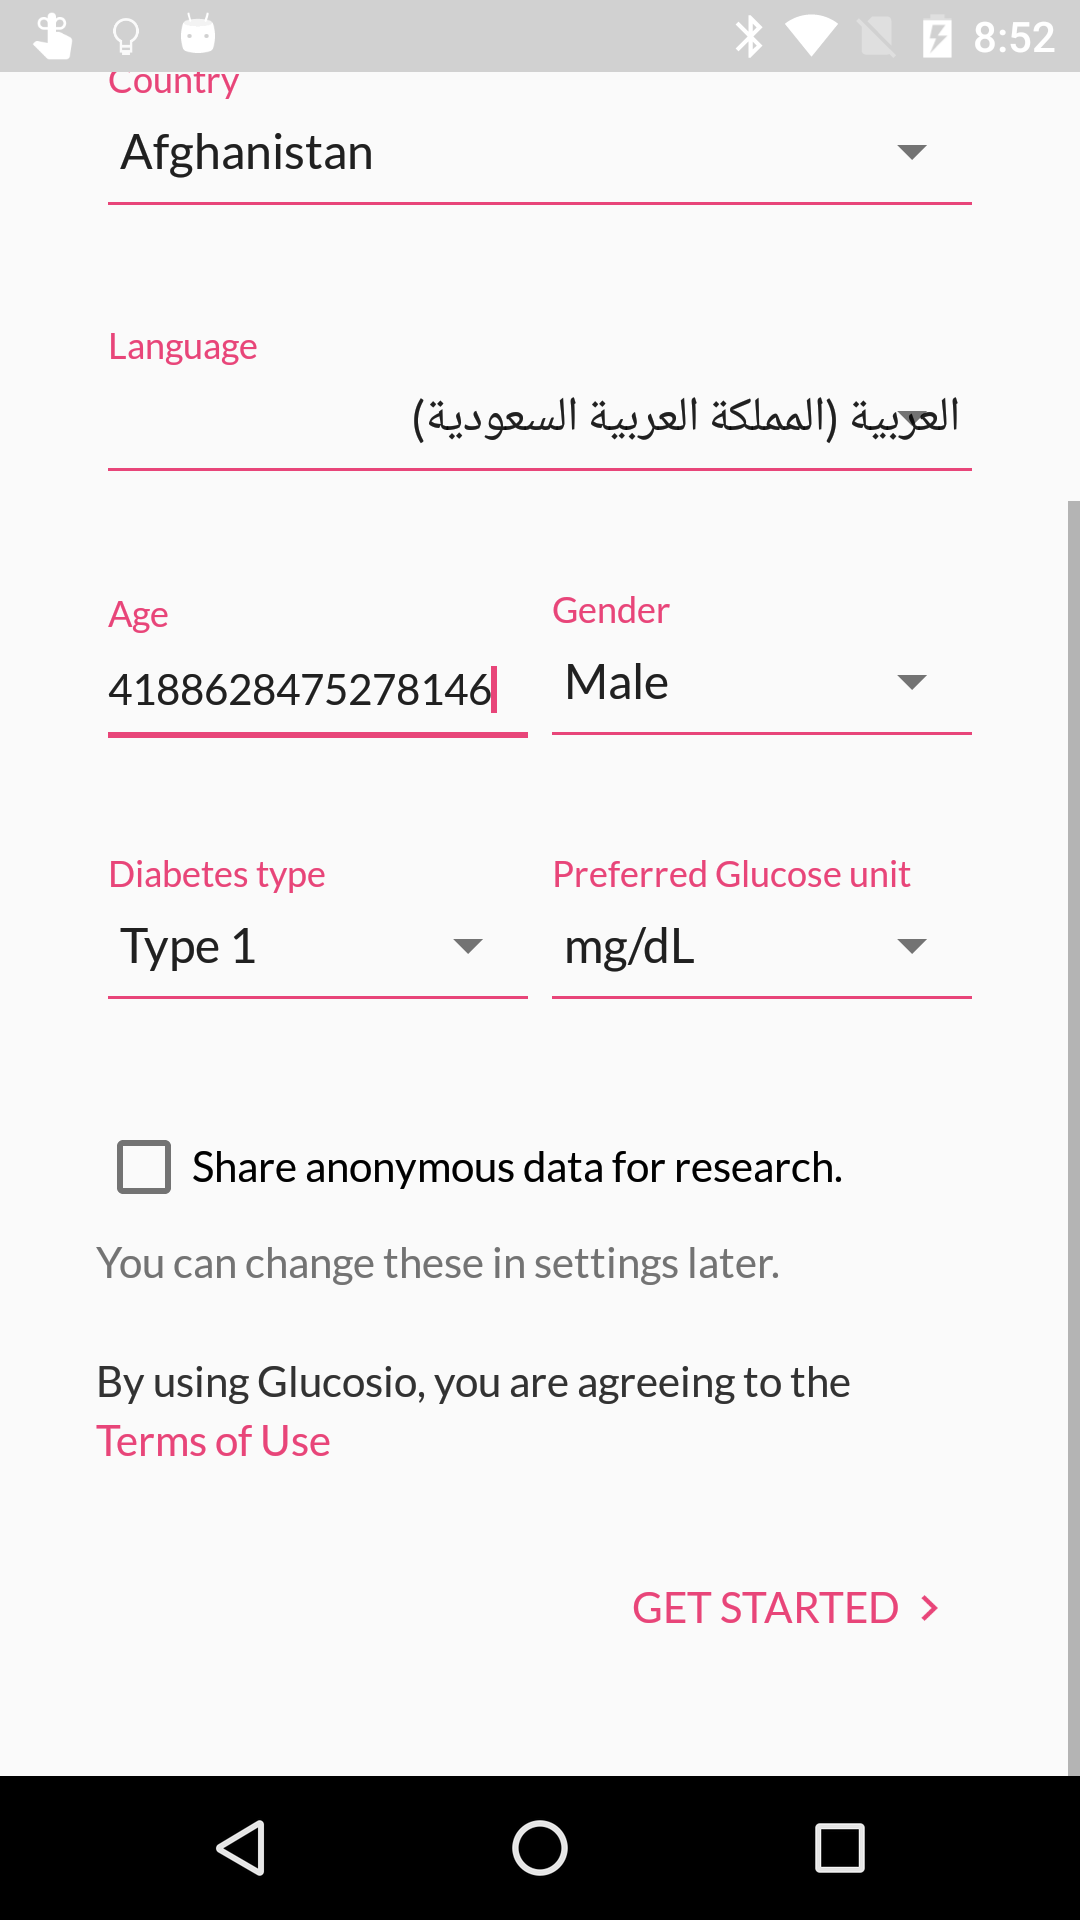 8:52
Country
Afghanistan
Language
العربية (المملكة العربية السعودية)
Age
Gender
4188628475278146
Male
Diabetes type
Preferred Glucose unit
Type 1
mg/dL
Share anonymous data for research.
You can change these in settings later.
By using Glucosio, you are agreeing to the
Terms of Use
GET STARTED